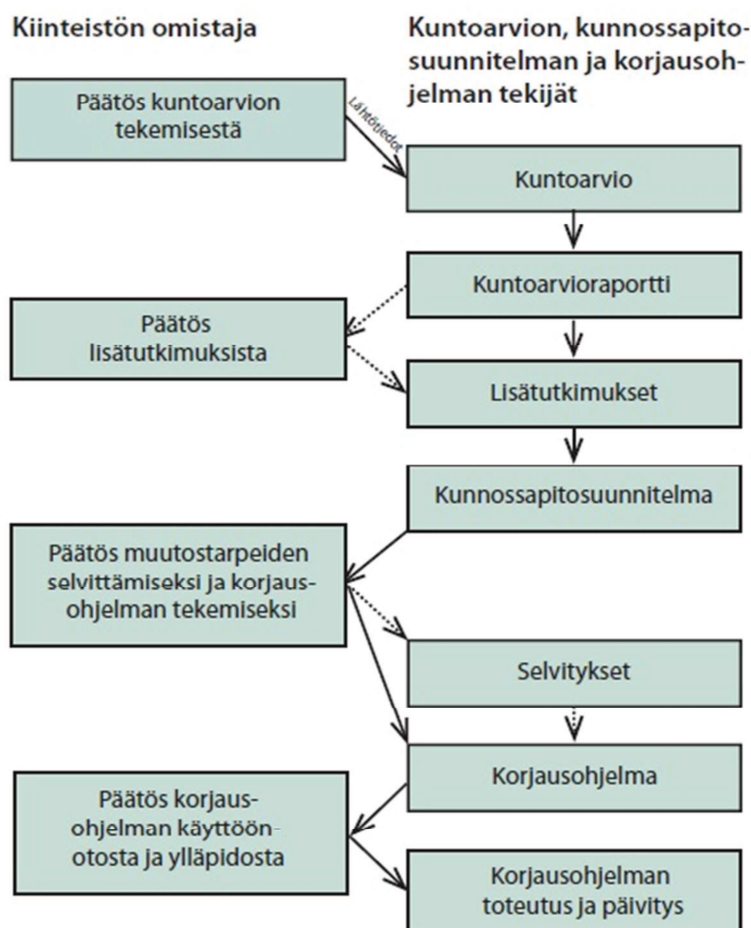 Kiinteistön omistaja
Kuntoarvion, kunnossapito-
suunnitelman ja korjausoh-
jelman tekijät
Päätös kuntoarvion
tekemisestä
Lähtötiedot
Kuntoarvio
Kuntoarvioraportti
Päätös
lisätutkimuksista
Lisätutkimukset
Kunnossapitosuunnitelma
Päätös muutostarpeiden
selvittämiseksi ja korjaus-
ohjelman tekemiseksi
Selvitykset
Korjausohjelma
Päätös korjaus-
ohjelman käyttöön-
otosta ja ylläpidosta
Korjausohjelman
toteutus ja päivitys